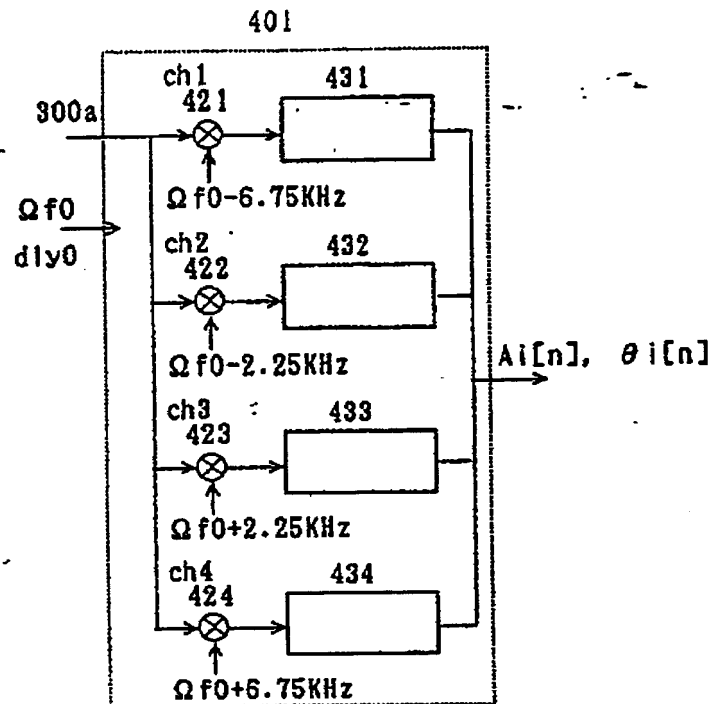 401
ch1
421
431
300a
Ωf0-6.75KHz
Ωf0
dly0
ch2
422
432
Ωf0-2.25KHz
Ai[n], θi[n]
ch3
423
433
Ωf0+2.25KHz
ch4
424
434
Ωf0+6.75KHz